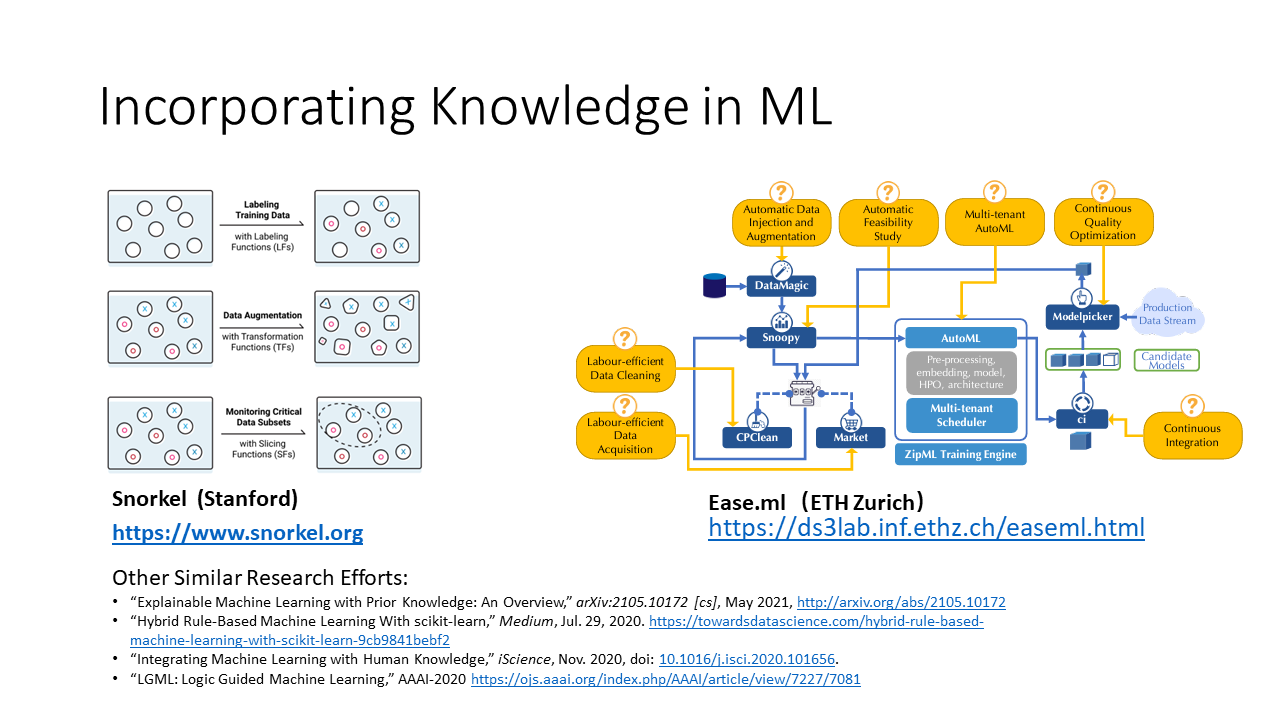 Incorporating Knowledge in ML
Labeling
Training Data
with Labeling
Functions (LFs)
Data Augmentation
with Transformation
Functions (TFs)
Monitoring Critical
Data Subsets
with Slicing
Functions (SFs)
Snorkel (Stanford)
https://www.snorkel.org
?
Automatic Data
Injection and
Augmentation
?
Automatic
Feasibility
Study
?
Multi-tenant
AutoML
?
Continuous
Quality
Optimization
DataMagic
Snoopy
?
Labour-efficient
Data Cleaning
?
Labour-efficient
Data
Acquisition
CPClean
Market
AutoML
Pre-processing,
embedding, model,
HPO, architecture
Multi-tenant
Scheduler
ZipML Training Engine
Modelpicker
Production
Data Stream
Candidate
Models
ci
?
Continuous
Integration
Ease.ml （ETH Zurich）
https://ds3lab.inf.ethz.ch/easeml.html
Other Similar Research Efforts:
• “Explainable Machine Learning with Prior Knowledge: An Overview,” arXiv:2105.10172 [cs], May 2021, http://arxiv.org/abs/2105.10172
• “Hybrid Rule-Based Machine Learning With scikit-learn,” Medium, Jul. 29, 2020. https://towardsdatascience.com/hybrid-rule-based-
machine-learning-with-scikit-learn-9cb9841bebf2
• “Integrating Machine Learning with Human Knowledge,” iScience, Nov. 2020, doi: 10.1016/j.isci.2020.101656.
• “LGML: Logic Guided Machine Learning,” AAAI-2020 https://ojs.aaai.org/index.php/AAAI/article/view/7227/7081